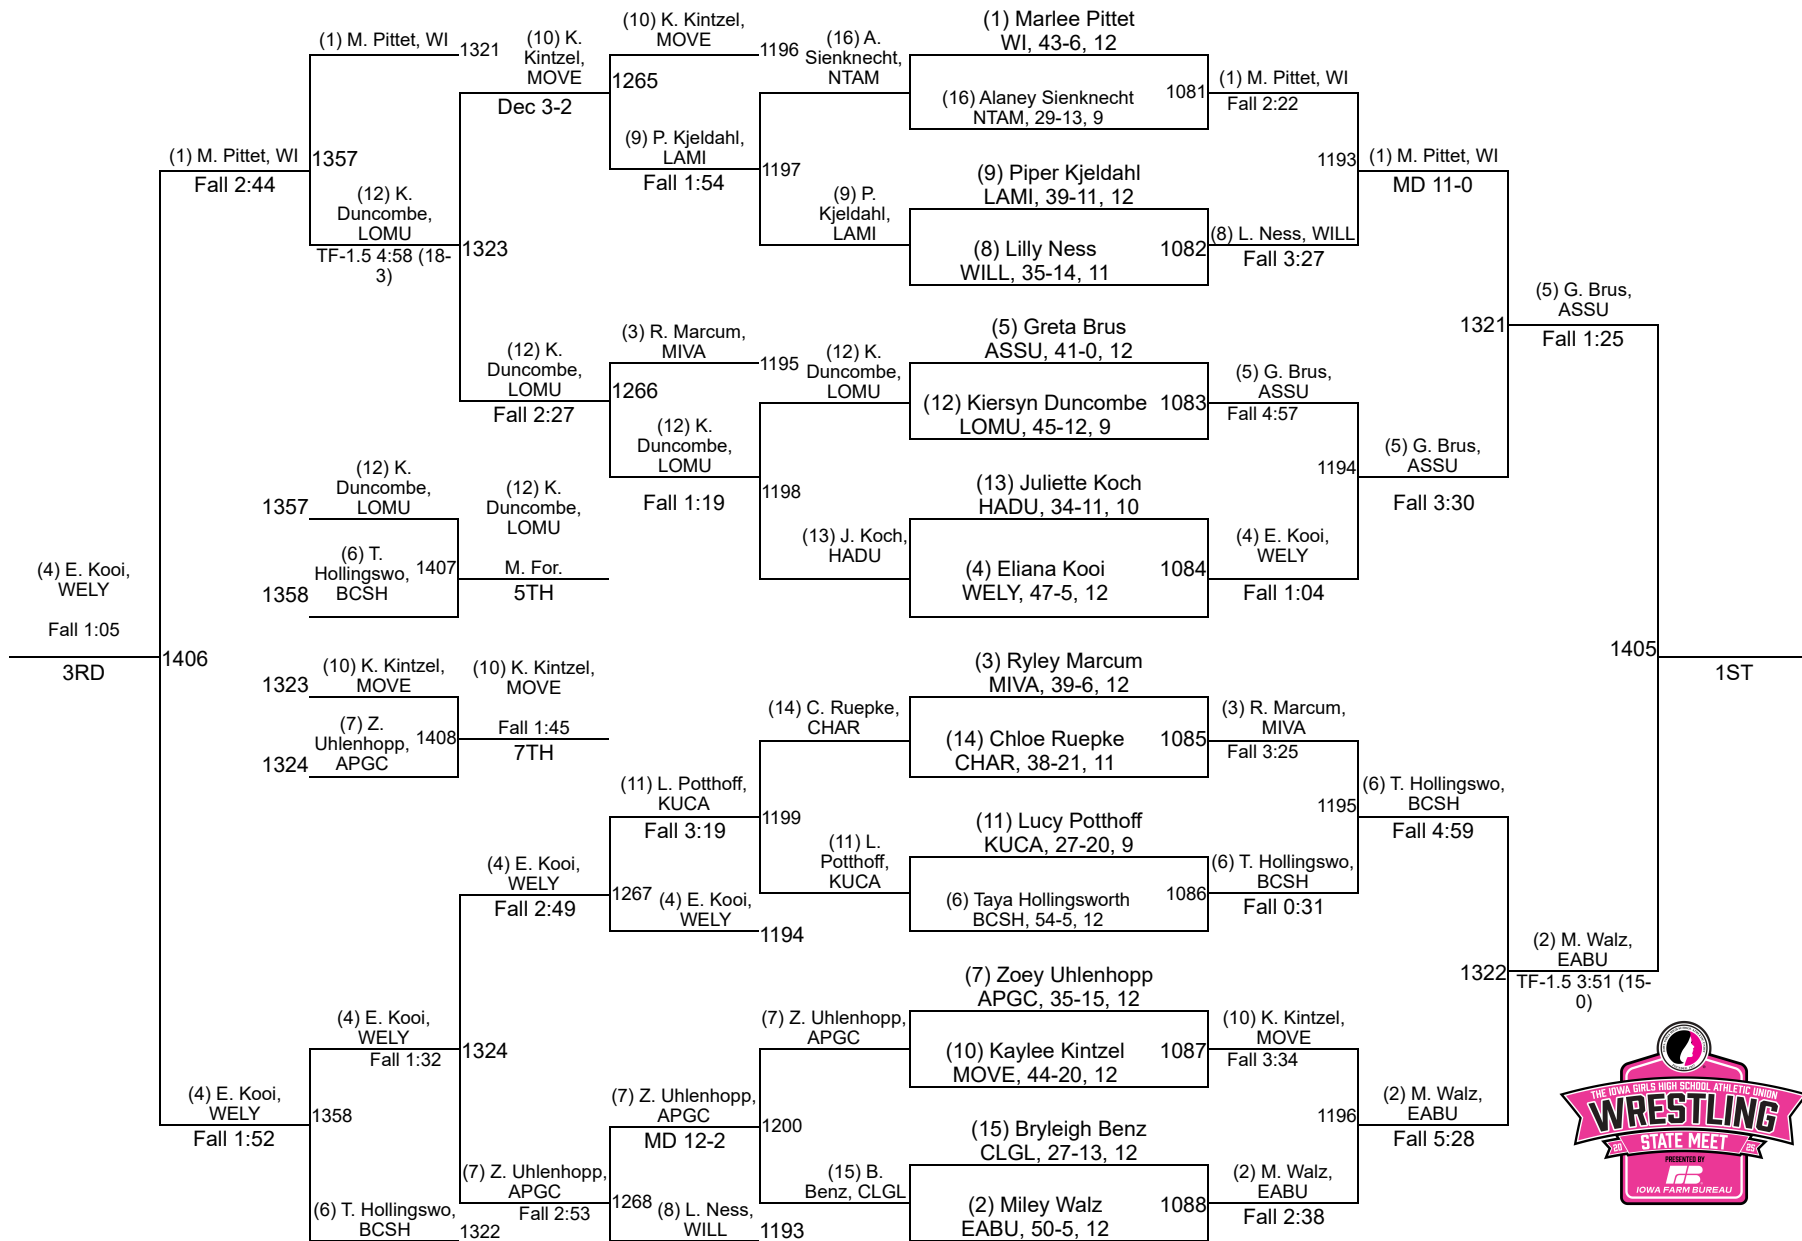 (1) M. Pittet, WI
1321
(10) K.
Kintzel,
MOVE
Dec 3-2
(10) K. Kintzel,
MOVE
1196
1265
(9) P. Kjeldahl,
LAMI
Fall 1:54
(16) A.
Sienknecht,
NTAM
1197
(9) P.
Kjeldahl,
LAMI
(1) Marlee Pittet
WI, 43-6, 12
(16) Alaney Sienknecht
NTAM, 29-13, 9
1081
(1) M. Pittet, WI
Fall 2:22
(9) Piper Kjeldahl
LAMI, 39-11, 12
(8) Lilly Ness
WILL, 35-14, 11
1082
(8) L. Ness, WILL
Fall 3:27
1193
(1) M. Pittet, WI
MD 11-0
(1) M. Pittet, WI
Fall 2:44
1357
(12) K.
Duncombe,
LOMU
TF-1.5 4:58 (18-
3)
1323
(12) K.
Duncombe,
LOMU
Fall 2:27
(3) R. Marcum,
MIVA
1195
1266
(12) K.
Duncombe,
LOMU
Fall 1:19
(12) K.
Duncombe,
LOMU
1198
(13) J. Koch,
HADU
(5) Greta Brus
ASSU, 41-0, 12
(12) Kiersyn Duncombe
LOMU, 45-12, 9
1083
(5) G. Brus,
ASSU
Fall 4:57
(13) Juliette Koch
HADU, 34-11, 10
(4) Eliana Kooi
WELY, 47-5, 12
1084
(4) E. Kooi,
WELY
Fall 1:04
1194
(5) G. Brus,
ASSU
Fall 3:30
1321
(5) G. Brus,
ASSU
Fall 1:25
1357
(12) K.
Duncombe,
LOMU
1358
(6) T.
Hollingswo,
BCSH
1407
(12) K.
Duncombe,
LOMU
M. For.
5TH
(4) E. Kooi,
WELY
Fall 1:05
3RD
1406
1323
(10) K. Kintzel,
MOVE
1324
(7) Z.
Uhlenhopp,
APGC
1408
(10) K. Kintzel,
MOVE
Fall 1:45
7TH
1405
1ST
(11) L. Potthoff,
KUCA
Fall 3:19
(14) C. Ruepke,
CHAR
1199
(11) L.
Potthoff,
KUCA
(3) Ryley Marcum
MIVA, 39-6, 12
(14) Chloe Ruepke
CHAR, 38-21, 11
1085
(3) R. Marcum,
MIVA
Fall 3:25
(11) Lucy Potthoff
KUCA, 27-20, 9
(6) Taya Hollingsworth
BCSH, 54-5, 12
1086
(6) T. Hollingswo,
BCSH
Fall 0:31
1195
(6) T. Hollingswo,
BCSH
Fall 4:59
(4) E. Kooi,
WELY
Fall 2:49
1267
(4) E. Kooi,
WELY
1194
(4) E. Kooi,
WELY
Fall 1:32
1324
(4) E. Kooi,
WELY
Fall 1:52
1358
(6) T. Hollingswo,
BCSH
1322
(7) Z. Uhlenhopp,
APGC
Fall 2:53
(7) Z. Uhlenhopp,
APGC
MD 12-2
1268
(8) L. Ness,
WILL
1193
(7) Z. Uhlenhopp,
APGC
1200
(15) B.
Benz, CLGL
(7) Zoey Uhlenhopp
APGC, 35-15, 12
(10) Kaylee Kintzel
MOVE, 44-20, 12
1087
(10) K. Kintzel,
MOVE
Fall 3:34
(15) Bryleigh Benz
CLGL, 27-13, 12
(2) Miley Walz
EABU, 50-5, 12
1088
(2) M. Walz,
EABU
Fall 2:38
1196
(2) M. Walz,
EABU
Fall 5:28
1322
(2) M. Walz,
EABU
TF-1.5 3:51 (15-
0)
THE IOWA GIRLS HIGH SCHOOL ATHLETIC UNION
WRESTLING
20 STATE MEET 25
PRESENTED BY
FB
IOWA FARM BUREAU